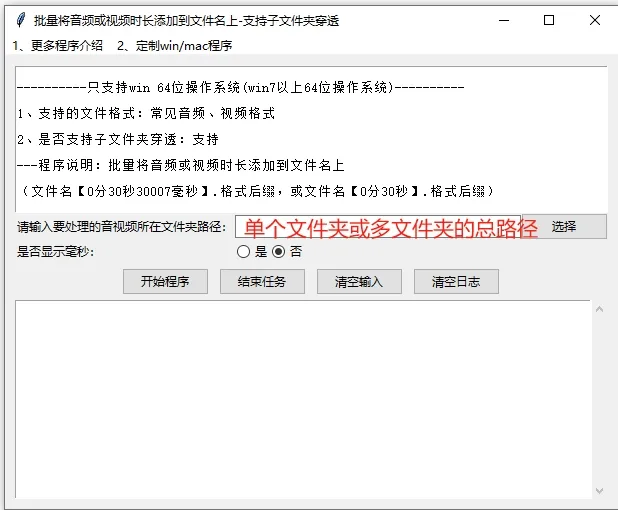 批量将音频或视频时长添加到文件名上-支持子文件夹穿透
1、更多程序介绍 2、定制win/mac程序
----------只支持win 64位操作系统(win7以上64位操作系统)----------
1、支持的文件格式：常见音频、视频格式
2、是否支持子文件夹穿透：支持
---程序说明：批量将音频或视频时长添加到文件名上
（文件名【0分30秒30007毫秒】.格式后缀，或文件名【0分30秒】.格式后缀）
请输入要处理的音视频所在文件夹路径： 单个文件夹或多文件夹的总路径 选择
是否显示毫秒： 是 否
开始程序 结束任务 清空输入 清空日志